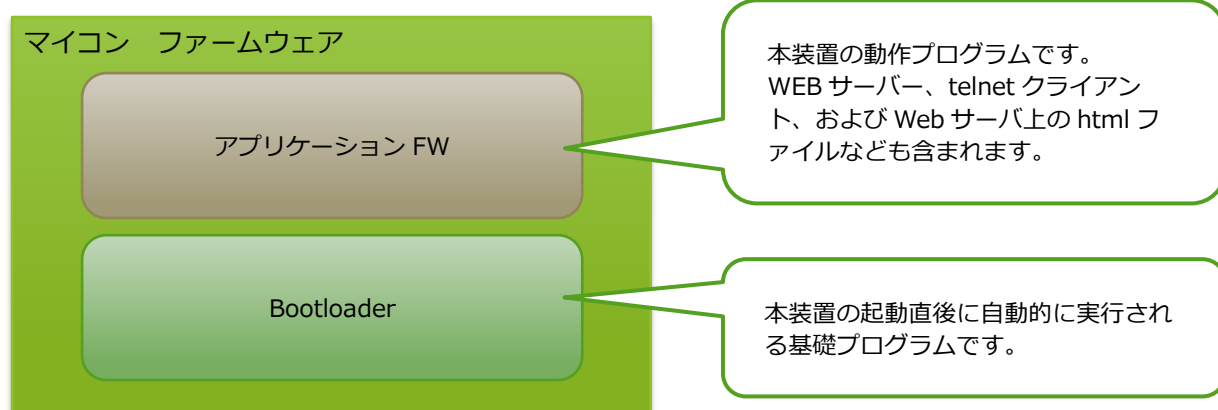 マイコン　ファームウェア
アプリケーション FW
本装置の動作プログラムです。
WEB サーバー、telnet クライアン
ト、および Web サーバ上の html フ
ァイルなども含まれます。
Bootloader
本装置の起動直後に自動的に実行され
る基礎プログラムです。